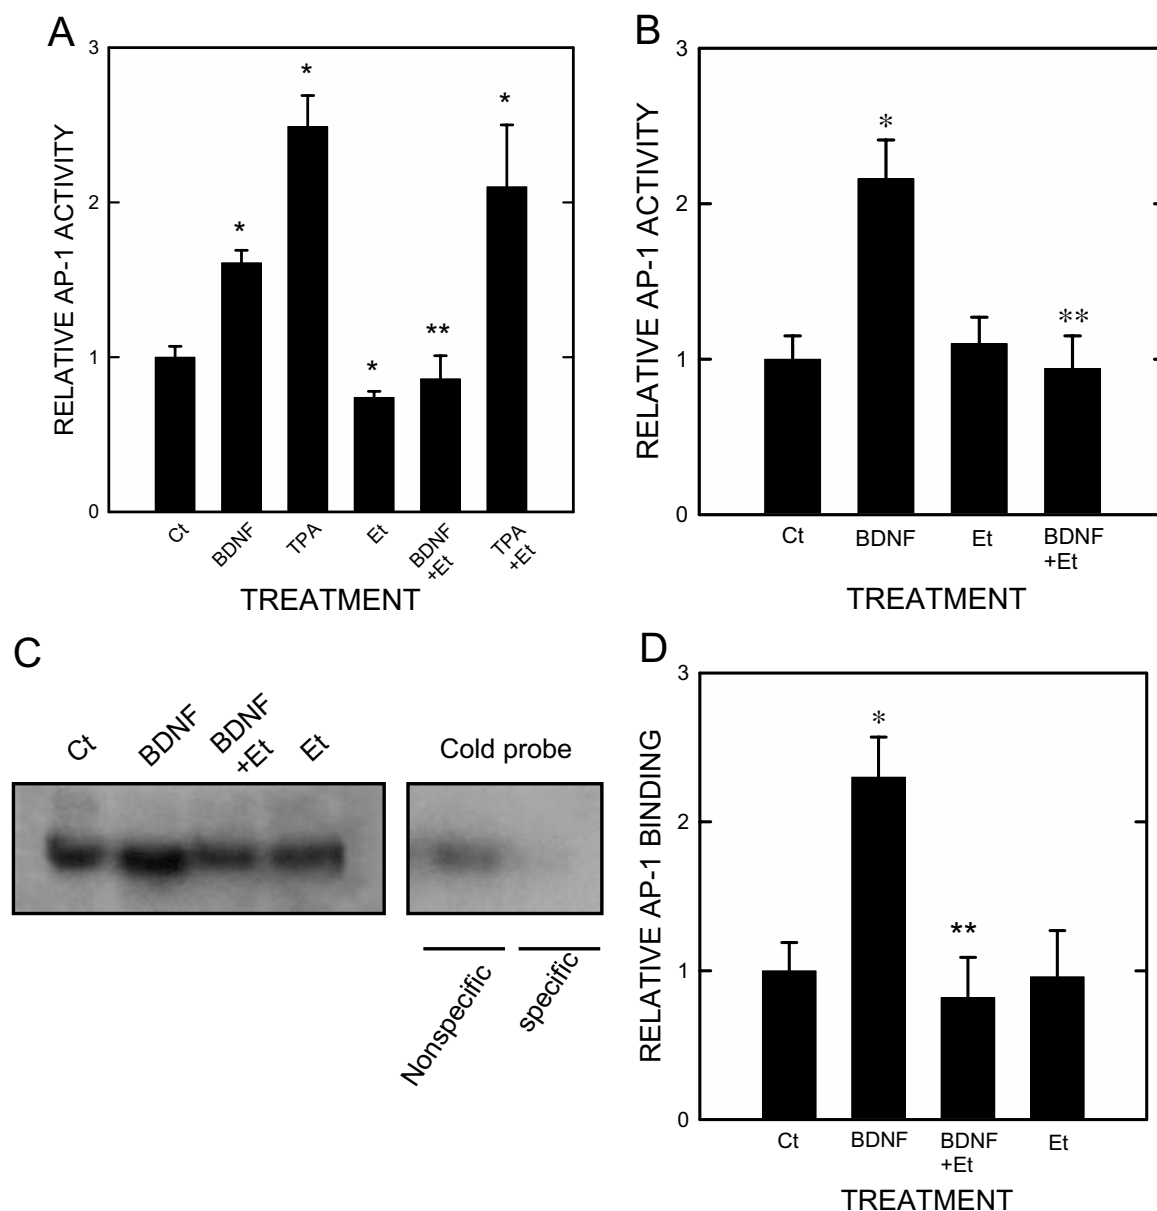 A
3
2
1
0
RELATIVE AP-1 ACTIVITY
*
*
*
*
**
*
Ct
BDNF
TPA
Et
BDNF
+Et
TPA
+Et
TREATMENT
B
3
2
1
0
RELATIVE AP-1 ACTIVITY
*
**
Ct
BDNF
Et
BDNF
+Et
TREATMENT
C
Ct
BDNF
BDNF
+Et
Et
Cold probe
Nonspecific
specific
D
3
2
1
0
RELATIVE AP-1 BINDING
*
**
Ct
BDNF
BDNF
+Et
Et
TREATMENT